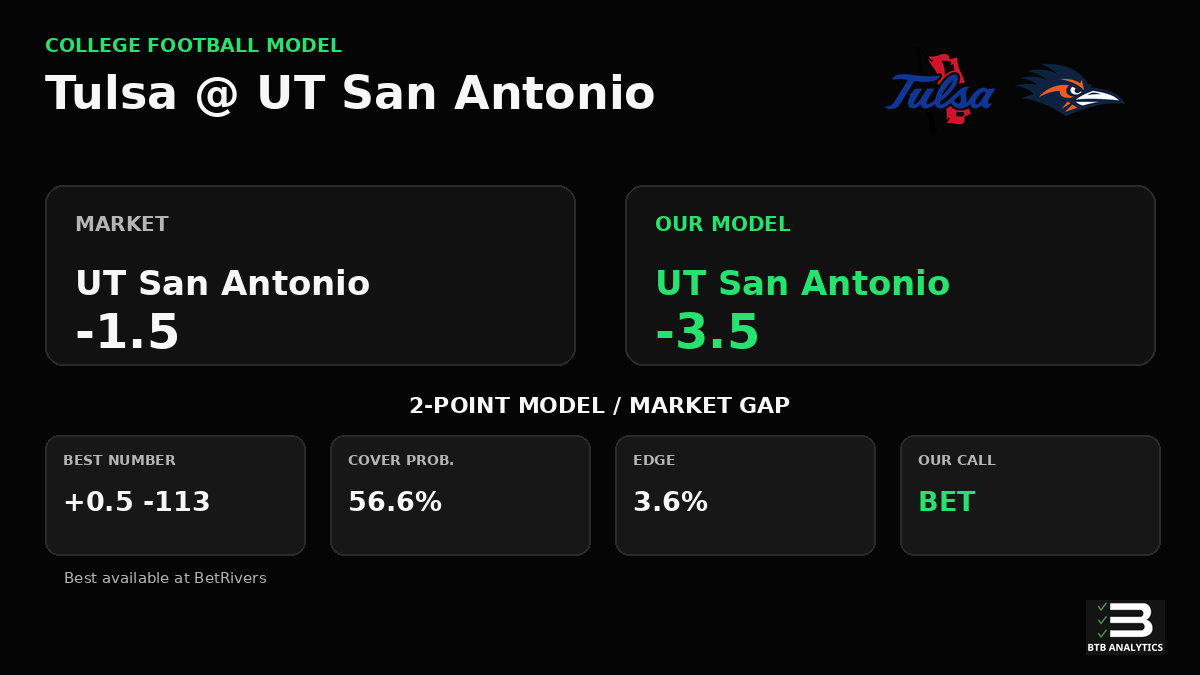 COLLEGE FOOTBALL MODEL
Tulsa @ UT San Antonio
Tulsa
MARKET
UT San Antonio
-1.5
OUR MODEL
UT San Antonio
-3.5
2-POINT MODEL / MARKET GAP
BEST NUMBER
+0.5 -113
COVER PROB.
56.6%
EDGE
3.6%
OUR CALL
BET
Best available at BetRivers
B
BTB ANALYTICS